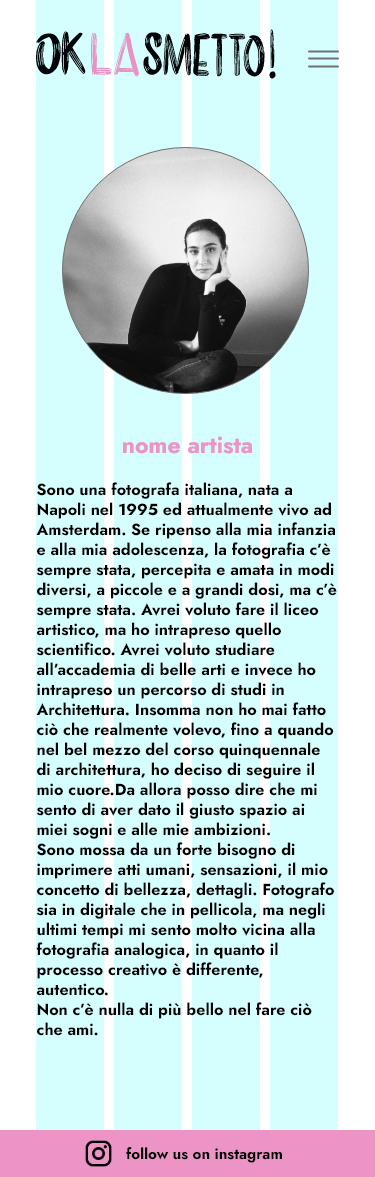 OK LA SMETTO!
nome artista
Sono una fotografa italiana, nata a
Napoli nel 1995 ed attualmente vivo ad
Amsterdam. Se ripenso alla mia infanzia
e alla mia adolescenza, la fotografia c’è
sempre stata, percepita e amata in modi
diversi, a piccole e a grandi dosi, ma c’è
sempre stata. Avrei voluto fare il liceo
artistico, ma ho intrapreso quello
scientifico. Avrei voluto studiare
all’accademia di belle arti e invece ho
intrapreso un percorso di studi in
Architettura. Insomma non ho mai fatto
ciò che realmente volevo, fino a quando
nel bel mezzo del corso quinquennale
di architettura, ho deciso di seguire il
mio cuore.Da allora posso dire che mi
sento di aver dato il giusto spazio ai
miei sogni e alle mie ambizioni.
Sono mossa da un forte bisogno di
imprimere atti umani, sensazioni, il mio
concetto di bellezza, dettagli. Fotografo
sia in digitale che in pellicola, ma negli
ultimi tempi mi sento molto vicina alla
fotografia analogica, in quanto il
processo creativo è differente,
autentico.
Non c’è nulla di più bello nel fare ciò
che ami.
follow us on instagram